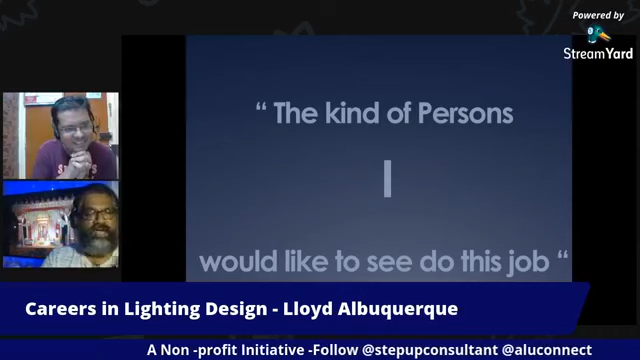 Powered by
StreamYard
“ The kind of Persons
I
would like to see do this job “
Careers in Lighting Design - Lloyd Albuquerque
A Non -profit Initiative -Follow @stepupconsultant @aluconnect